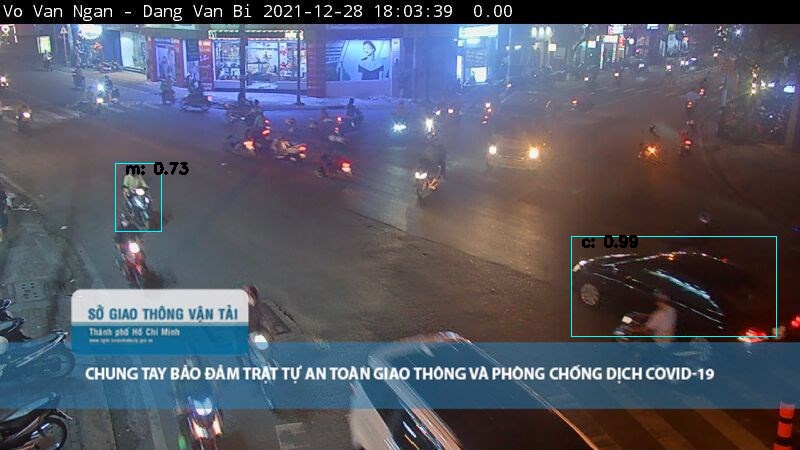 Vo Van Ngan - Dang Van Bi 2021-12-28 18:03:39 0.00
m: 0.73
c: 0.99
SỞ GIAO THÔNG VẬN TẢI
Thành phố Hồ Chí Minh
CHUNG TAY BẢO ĐẢM TRẬT TỰ AN TOÀN GIAO THÔNG VÀ PHÒNG CHỐNG DỊCH COVID-19